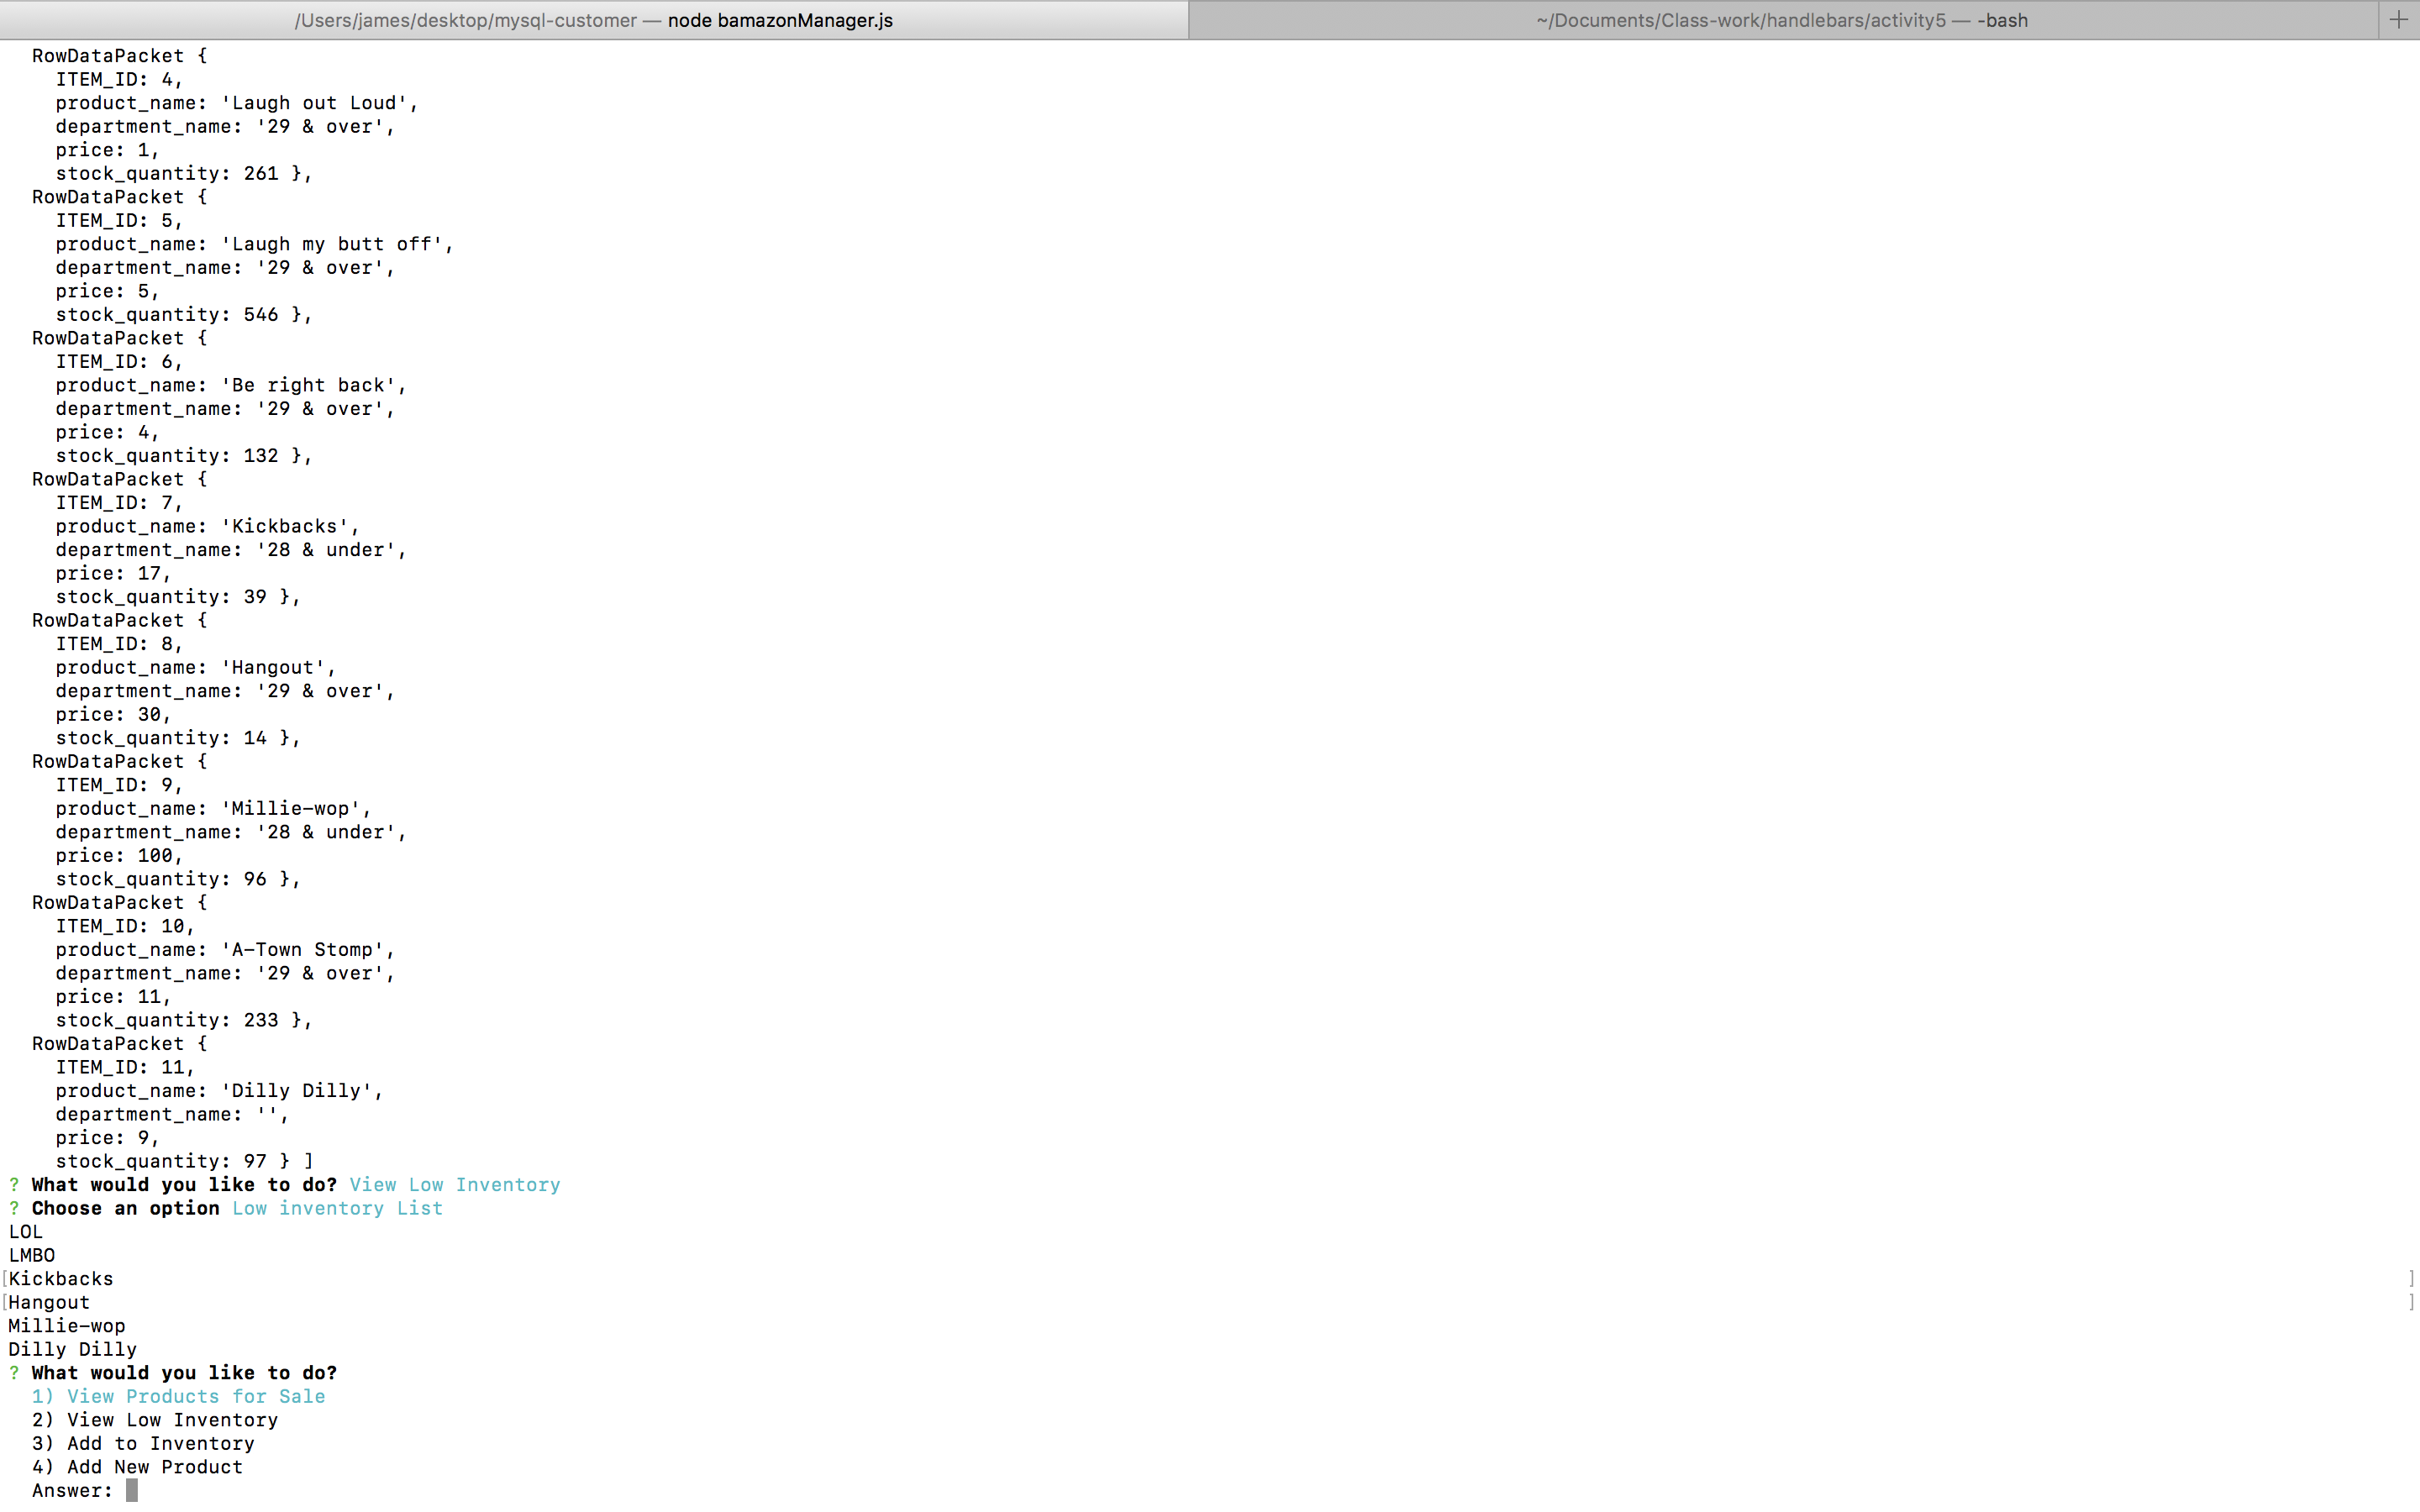 /Users/james/desktop/mysql-customer — node bamazonManager.js
~/Documents/Class-work/handlebars/activity5 — -bash
+
RowDataPacket {
ITEM_ID: 4,
product_name: 'Laugh out Loud',
department_name: '29 & over',
price: 1,
stock_quantity: 261 },
RowDataPacket {
ITEM_ID: 5,
product_name: 'Laugh my butt off',
department_name: '29 & over',
price: 5,
stock_quantity: 546 },
RowDataPacket {
ITEM_ID: 6,
product_name: 'Be right back',
department_name: '29 & over',
price: 4,
stock_quantity: 132 },
RowDataPacket {
ITEM_ID: 7,
product_name: 'Kickbacks',
department_name: '28 & under',
price: 17,
stock_quantity: 39 },
RowDataPacket {
ITEM_ID: 8,
product_name: 'Hangout',
department_name: '29 & over',
price: 30,
stock_quantity: 14 },
RowDataPacket {
ITEM_ID: 9,
product_name: 'Millie-wop',
department_name: '28 & under',
price: 100,
stock_quantity: 96 },
RowDataPacket {
ITEM_ID: 10,
product_name: 'A-Town Stomp',
department_name: '29 & over',
price: 11,
stock_quantity: 233 },
RowDataPacket {
ITEM_ID: 11,
product_name: 'Dilly Dilly',
department_name: '',
price: 9,
stock_quantity: 97 } ]
? What would you like to do? View Low Inventory
? Choose an option Low inventory List
LOL
LMBO
[Kickbacks ]
[Hangout ]
Millie-wop
Dilly Dilly
? What would you like to do?
1) View Products for Sale
2) View Low Inventory
3) Add to Inventory
4) Add New Product
Answer: